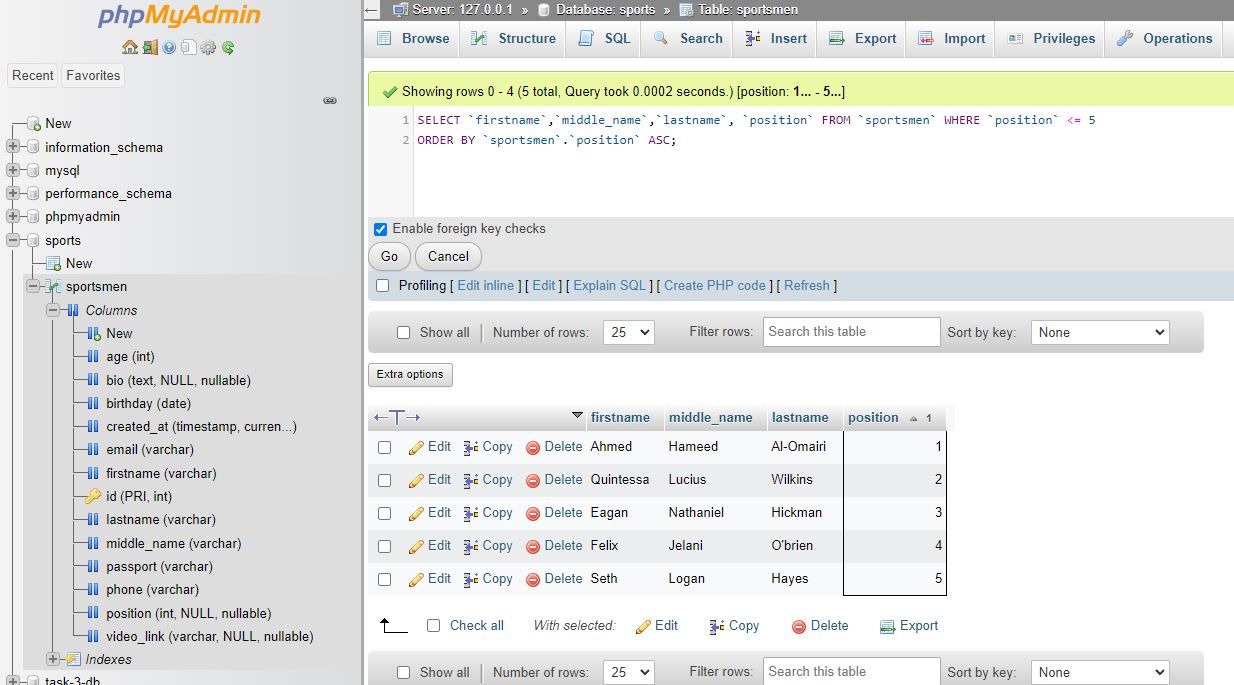 phpMyAdmin
Recent Favorites
New
information_schema
mysql
performance_schema
phpmyadmin
sports
New
sportsmen
Columns
New
age (int)
bio (text, NULL, nullable)
birthday (date)
created_at (timestamp, curren...)
email (varchar)
firstname (varchar)
id (PRI, int)
lastname (varchar)
middle_name (varchar)
passport (varchar)
phone (varchar)
position (int, NULL, nullable)
video_link (varchar, NULL, nullable)
Indexes
task-3-db
← Server: 127.0.0.1 » Database: sports » Table: sportsmen
Browse Structure SQL Search Insert Export Import Privileges Operations
Showing rows 0 - 4 (5 total, Query took 0.0002 seconds.) [position: 1... - 5...]
1 SELECT `firstname`,`middle_name`,`lastname`, `position` FROM `sportsmen` WHERE `position` <= 5
2 ORDER BY `sportsmen`.`position` ASC;
Enable foreign key checks
Go Cancel
Profiling [ Edit inline ] [ Edit ] [ Explain SQL ] [ Create PHP code ] [ Refresh ]
Show all Number of rows: 25 Filter rows: Search this table Sort by key: None
Extra options
←T→ firstname middle_name lastname position 1
Edit Copy Delete Ahmed Hameed Al-Omairi 1
Edit Copy Delete Quintessa Lucius Wilkins 2
Edit Copy Delete Eagan Nathaniel Hickman 3
Edit Copy Delete Felix Jelani O'brien 4
Edit Copy Delete Seth Logan Hayes 5
Check all With selected: Edit Copy Delete Export
Show all Number of rows: 25 Filter rows: Search this table Sort by key: None